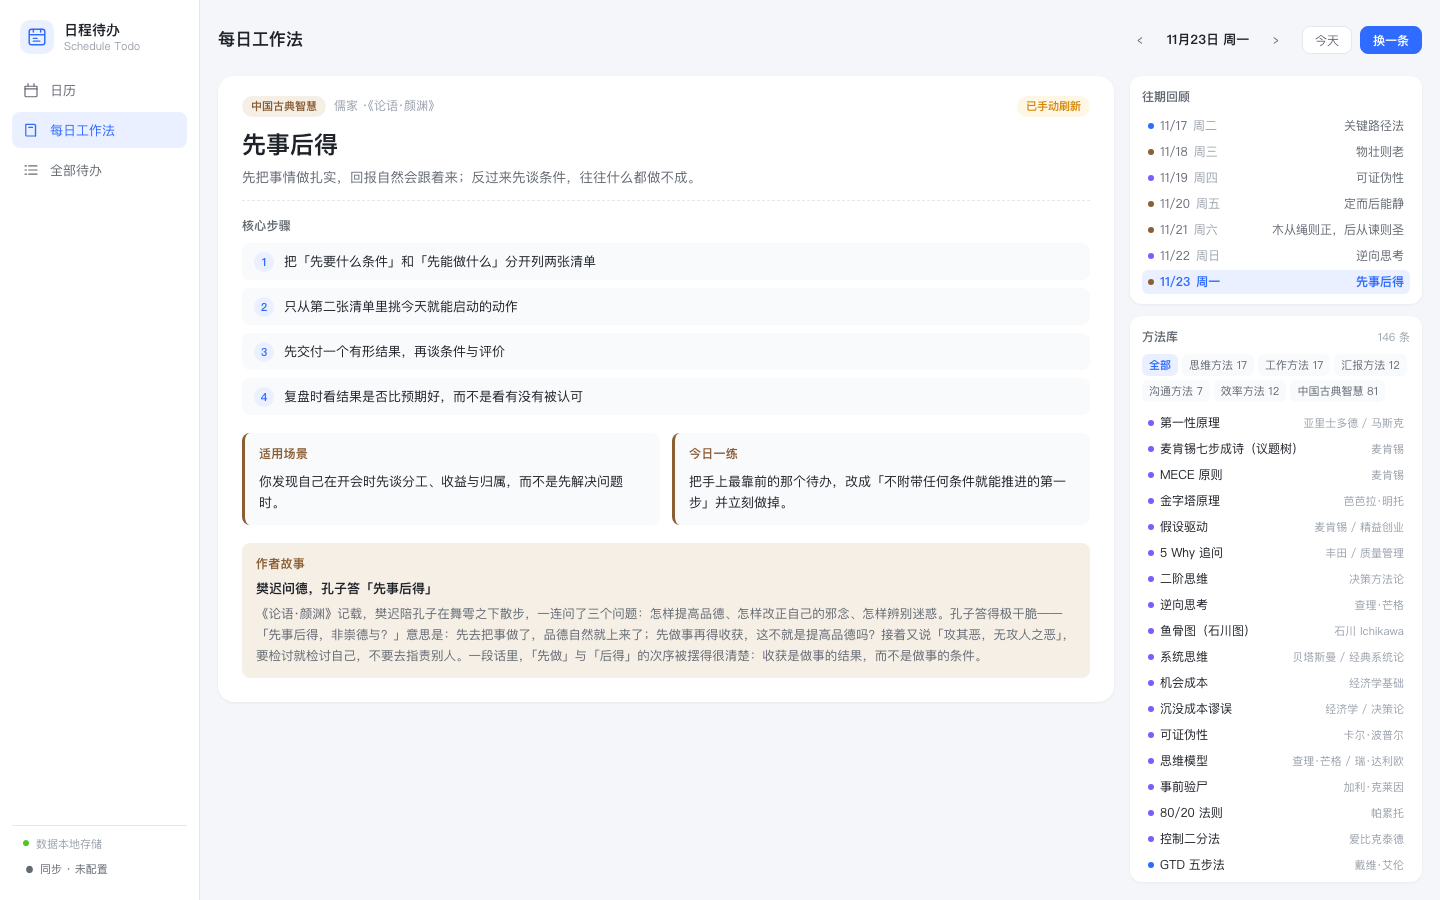 日程待办
Schedule Todo
日历
每日工作法
全部待办
数据本地存储
同步 · 未配置
每日工作法
‹ 11月23日 周一 › 今天 换一条
中国古典智慧 儒家 ·《论语·颜渊》 已手动刷新
先事后得
先把事情做扎实，回报自然会跟着来；反过来先谈条件，往往什么都做不成。
核心步骤
1 把「先要什么条件」和「先能做什么」分开列两张清单
2 只从第二张清单里挑今天就能启动的动作
3 先交付一个有形结果，再谈条件与评价
4 复盘时看结果是否比预期好，而不是看有没有被认可
适用场景
你发现自己在开会时先谈分工、收益与归属，而不是先解决问题
时。
今日一练
把手上最靠前的那个待办，改成「不附带任何条件就能推进的第一
步」并立刻做掉。
作者故事
樊迟问德，孔子答「先事后得」
《论语·颜渊》记载，樊迟陪孔子在舞雩之下散步，一连问了三个问题：怎样提高品德、怎样改正自己的邪念、怎样辨别迷惑。孔子答得极干脆——
「先事后得，非崇德与？」意思是：先去把事做了，品德自然就上来了；先做事再得收获，这不就是提高品德吗？接着又说「攻其恶，无攻人之恶」，
要检讨就检讨自己，不要去指责别人。一段话里，「先做」与「后得」的次序被摆得很清楚：收获是做事的结果，而不是做事的条件。
往期回顾
11/17 周二 关键路径法
11/18 周三 物壮则老
11/19 周四 可证伪性
11/20 周五 定而后能静
11/21 周六 木从绳则正，后从谏则圣
11/22 周日 逆向思考
11/23 周一 先事后得
方法库 146 条
全部 思维方法 17 工作方法 17 汇报方法 12
沟通方法 7 效率方法 12 中国古典智慧 81
第一性原理 亚里士多德 / 马斯克
麦肯锡七步成诗（议题树） 麦肯锡
MECE 原则 麦肯锡
金字塔原理 芭芭拉·明托
假设驱动 麦肯锡 / 精益创业
5 Why 追问 丰田 / 质量管理
二阶思维 决策方法论
逆向思考 查理·芒格
鱼骨图（石川图） 石川 Ichikawa
系统思维 贝塔斯曼 / 经典系统论
机会成本 经济学基础
沉没成本谬误 经济学 / 决策论
可证伪性 卡尔·波普尔
思维模型 查理·芒格 / 瑞·达利欧
事前验尸 加利·克莱因
80/20 法则 帕累托
控制二分法 爱比克泰德
GTD 五步法 戴维·艾伦